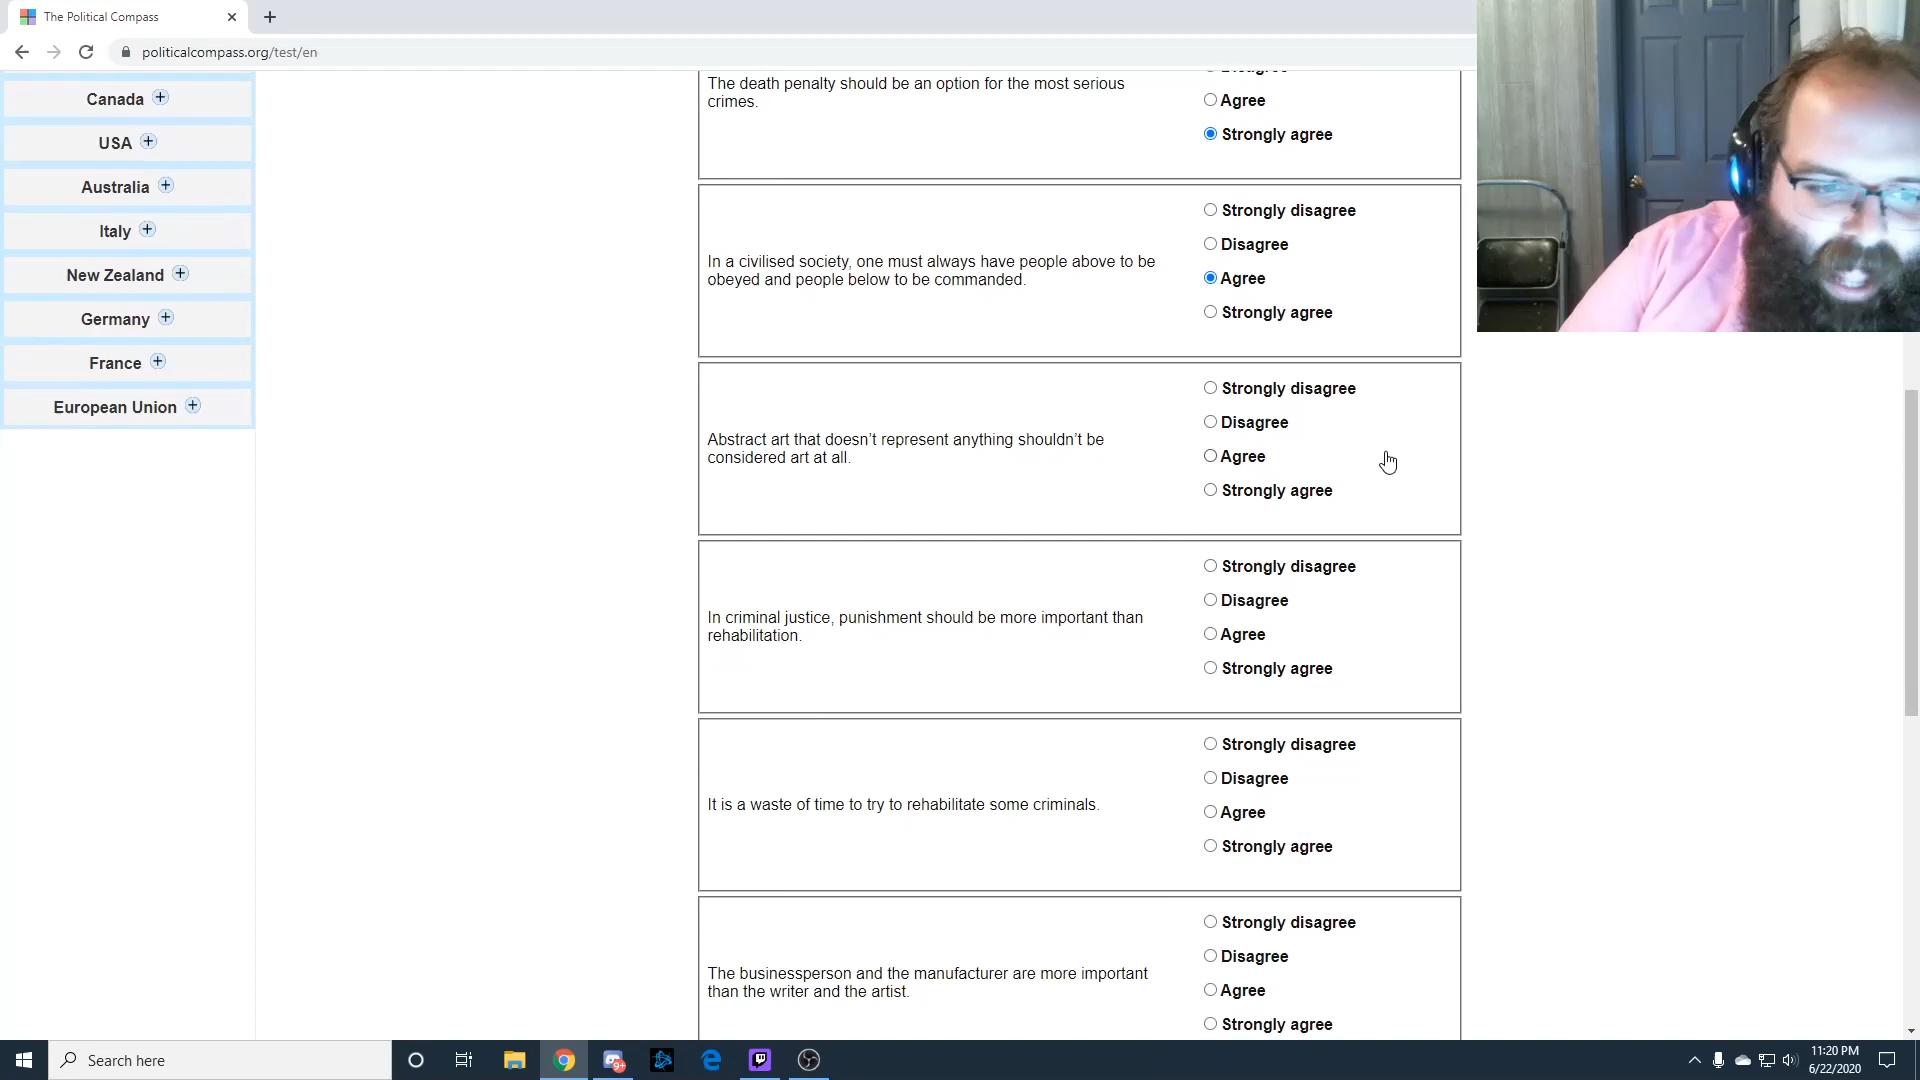 The Political Compass
politicalcompass.org/test/en
Canada
USA
Australia
Italy
New Zealand
Germany
France
European Union
Disagree
The death penalty should be an option for the most serious
crimes.
Agree
Strongly agree
Strongly disagree
Disagree
In a civilised society, one must always have people above to be
obeyed and people below to be commanded.
Agree
Strongly agree
Strongly disagree
Disagree
Abstract art that doesn’t represent anything shouldn’t be
considered art at all.
Agree
Strongly agree
Strongly disagree
Disagree
In criminal justice, punishment should be more important than
rehabilitation.
Agree
Strongly agree
Strongly disagree
Disagree
It is a waste of time to try to rehabilitate some criminals.
Agree
Strongly agree
Strongly disagree
Disagree
The businessperson and the manufacturer are more important
than the writer and the artist.
Agree
Strongly agree
Search here
9+
11:20 PM
6/22/2020